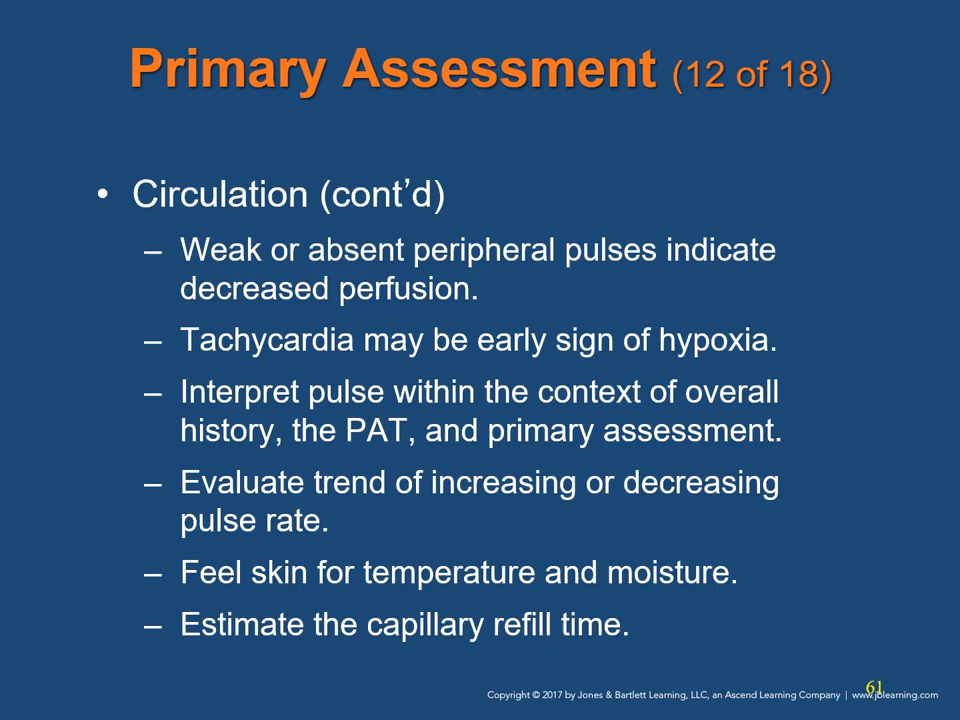 Primary Assessment (12 of 18)
• Circulation (cont’d)
– Weak or absent peripheral pulses indicate
decreased perfusion.
– Tachycardia may be early sign of hypoxia.
– Interpret pulse within the context of overall
history, the PAT, and primary assessment.
– Evaluate trend of increasing or decreasing
pulse rate.
– Feel skin for temperature and moisture.
– Estimate the capillary refill time.
61
Copyright © 2017 by Jones & Bartlett Learning, LLC, an Ascend Learning Company | www.jblearning.com